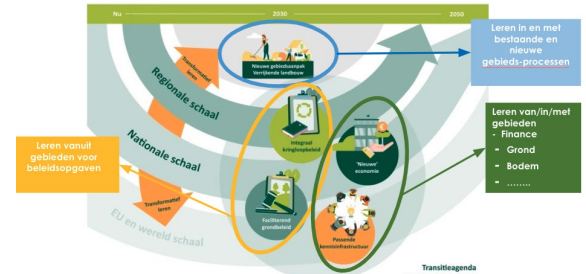 Nu
2030
2050
Leren in en met
bestaande en
nieuwe
gebieds-processen
Nieuwe gebiedsaanpak
Verrijkende landbouw
Transformatief
leren
Regionale schaal
Leren van/in/met
gebieden
- Finance
- Grond
- Bodem
- ........
Integraal
kringloopbeleid
'Nieuwe'
economie
Leren vanuit
gebieden voor
beleidsopgaven
Nationale schaal
Faciliterend
grondbeleid
Passende
kennisinfrastructuur
Transformatief
leren
EU en wereld schaal
Transitieagenda